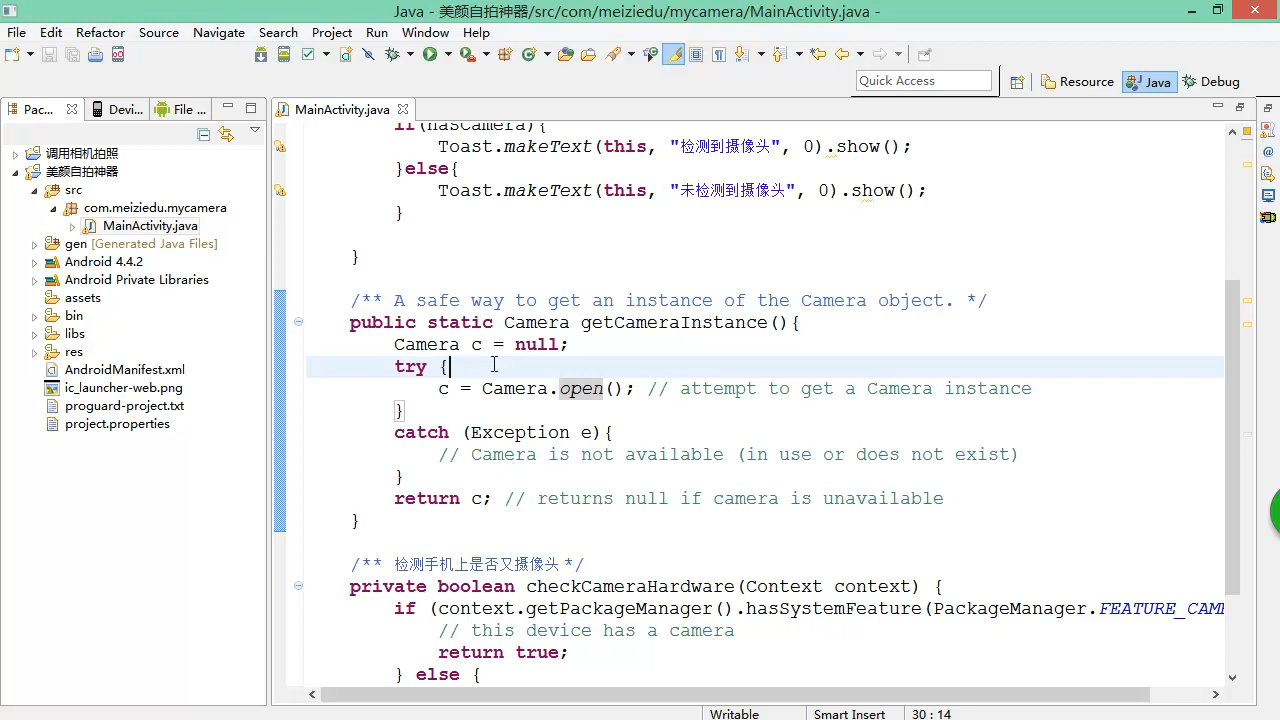 Java - 美颜自拍神器/src/com/meiziedu/mycamera/MainActivity.java -
File Edit Refactor Source Navigate Search Project Run Window Help
Quick Access
Resource Java Debug
Pac... Devi... File ...
MainActivity.java
调用相机拍照
美颜自拍神器
src
com.meiziedu.mycamera
MainActivity.java
gen [Generated Java Files]
Android 4.4.2
Android Private Libraries
assets
bin
libs
res
AndroidManifest.xml
ic_launcher-web.png
proguard-project.txt
project.properties
if(hasCamera){
Toast.makeText(this, "检测到摄像头", 0).show();
}else{
Toast.makeText(this, "未检测到摄像头", 0).show();
}
}
/** A safe way to get an instance of the Camera object. */
public static Camera getCameraInstance(){
Camera c = null;
try {
c = Camera.open(); // attempt to get a Camera instance
}
catch (Exception e){
// Camera is not available (in use or does not exist)
}
return c; // returns null if camera is unavailable
}
/** 检测手机上是否又摄像头 */
private boolean checkCameraHardware(Context context) {
if (context.getPackageManager().hasSystemFeature(PackageManager.FEATURE_CAM
// this device has a camera
return true;
} else {
Writable Smart Insert 30 : 14